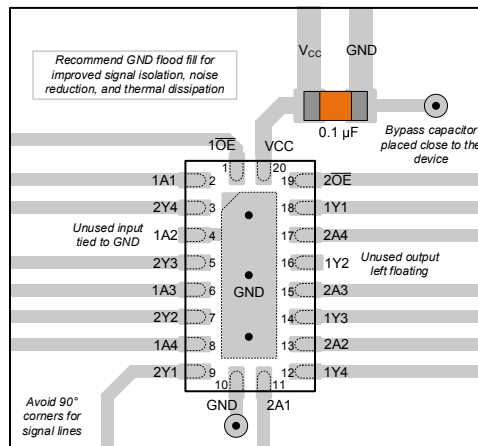 Recommend GND flood fill for
improved signal isolation, noise
reduction, and thermal dissipation
VCC GND
0.1 µF
Bypass capacitor
placed close to the
device
1O̅E̅ VCC
1 20
1A1 2 19 2O̅E̅
2Y4 3 18 1Y1
Unused input
tied to GND
1A2 4 17 2A4
2Y3 5 16 1Y2
Unused output
left floating
1A3 6 15 2A3
GND
2Y2 7 14 1Y3
1A4 8 13 2A2
2Y1 9 12 1Y4
10 11
GND 2A1
Avoid 90°
corners for
signal lines